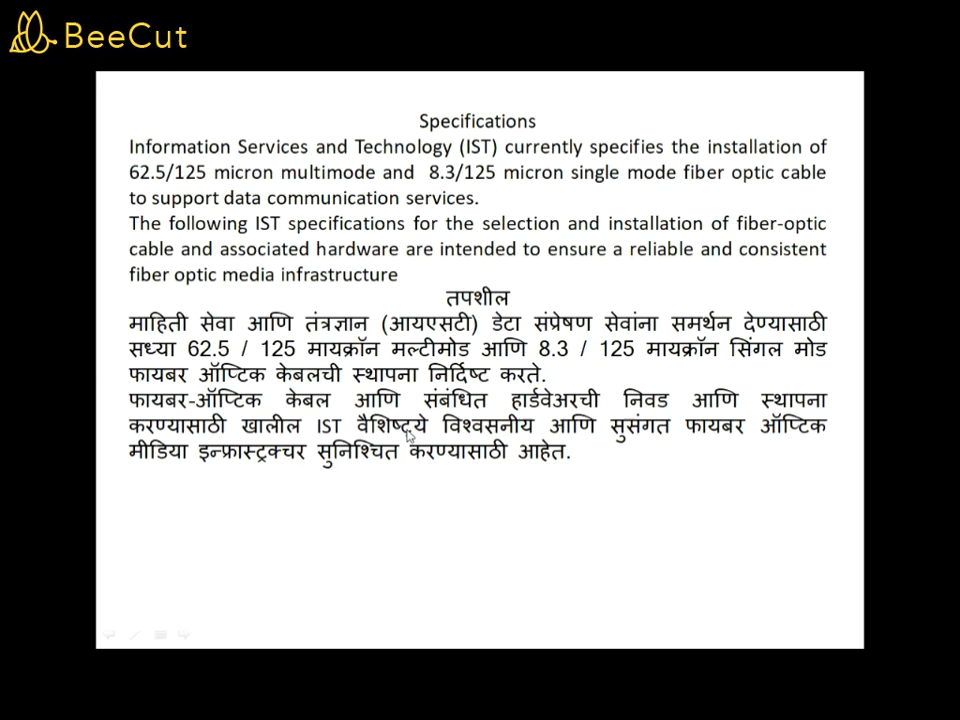 BeeCut
Specifications
Information Services and Technology (IST) currently specifies the installation of
62.5/125 micron multimode and 8.3/125 micron single mode fiber optic cable
to support data communication services.
The following IST specifications for the selection and installation of fiber-optic
cable and associated hardware are intended to ensure a reliable and consistent
fiber optic media infrastructure
तपशील
माहिती सेवा आणि तंत्रज्ञान (आयएसटी) डेटा संप्रेषण सेवांना समर्थन देण्यासाठी
सध्या 62.5 / 125 मायक्रॉन मल्टीमोड आणि 8.3 / 125 मायक्रॉन सिंगल मोड
फायबर ऑप्टिक केबलची स्थापना निर्दिष्ट करते.
फायबर-ऑप्टिक केबल आणि संबंधित हार्डवेअरची निवड आणि स्थापना
करण्यासाठी खालील IST वैशिष्ट्ये विश्वसनीय आणि सुसंगत फायबर ऑप्टिक
मीडिया इन्फ्रास्ट्रक्चर सुनिश्चित करण्यासाठी आहेत.